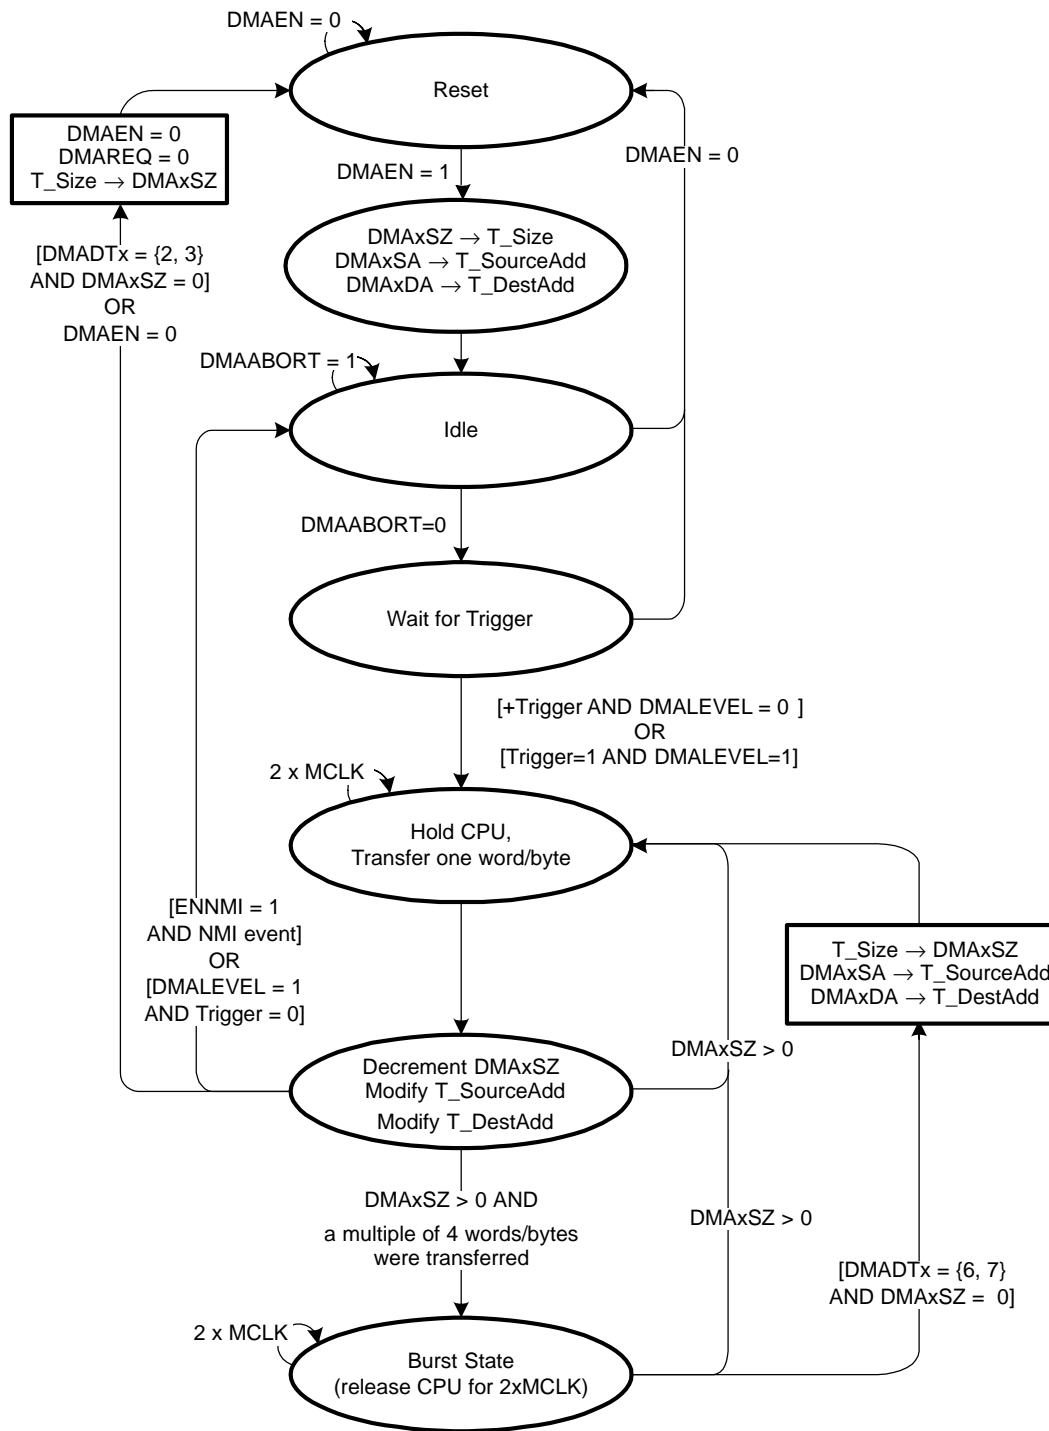 DMAEN = 0
Reset
DMAEN = 0
DMAREQ = 0
T_Size → DMAxSZ
DMAEN = 0
DMAEN = 1
DMAxSZ → T_Size
DMAxSA → T_SourceAdd
DMAxDA → T_DestAdd
[DMADTx = {2, 3}
AND DMAxSZ = 0]
OR
DMAEN = 0
DMAABORT = 1
Idle
DMAABORT=0
Wait for Trigger
[+Trigger AND DMALEVEL = 0 ]
OR
[Trigger=1 AND DMALEVEL=1]
2 x MCLK
Hold CPU,
Transfer one word/byte
[ENNMI = 1
AND NMI event]
OR
[DMALEVEL = 1
AND Trigger = 0]
T_Size → DMAxSZ
DMAxSA → T_SourceAdd
DMAxDA → T_DestAdd
DMAxSZ > 0
Decrement DMAxSZ
Modify T_SourceAdd
Modify T_DestAdd
DMAxSZ > 0 AND
a multiple of 4 words/bytes
were transferred
DMAxSZ > 0
[DMADTx = {6, 7}
AND DMAxSZ = 0]
2 x MCLK
Burst State
(release CPU for 2xMCLK)